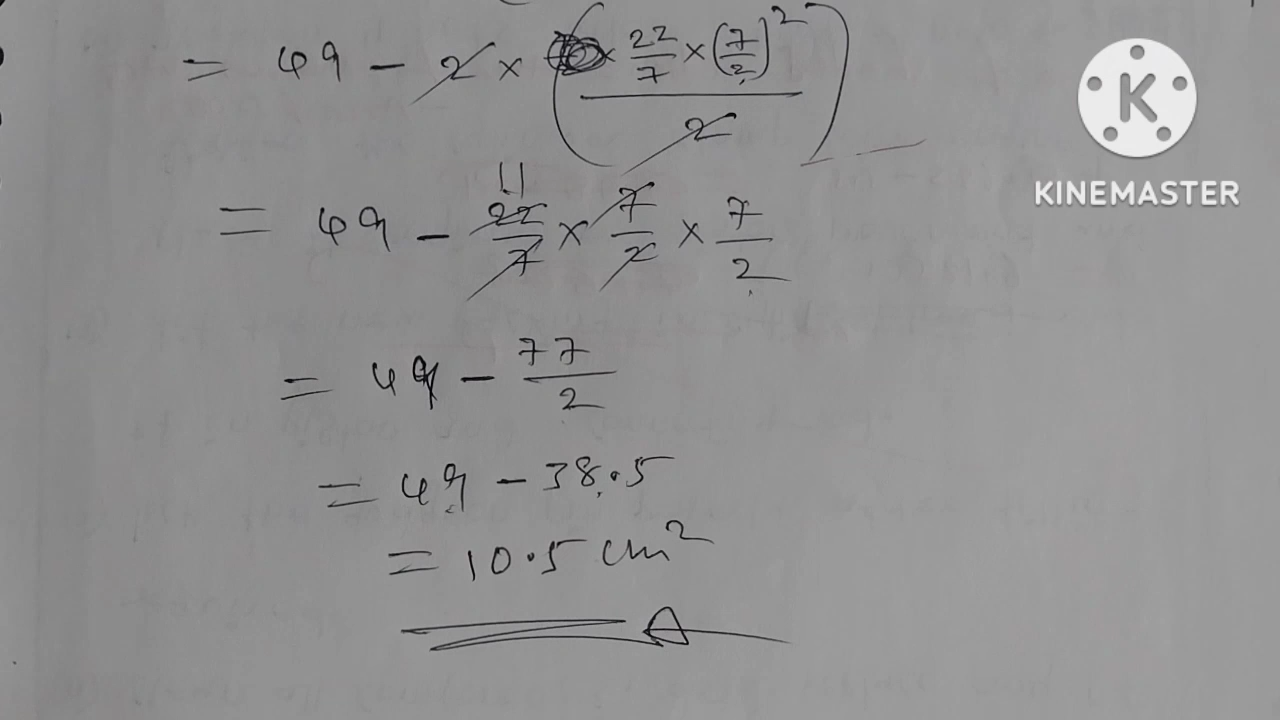 = 49 - 2 × ( × 22/7 × (7/2)² / 2 )
= 49 - 22/7 × 7/2 × 7/2
11
= 49 - 77/2
= 49 - 38.5
= 10.5 cm²
K
KINEMASTER